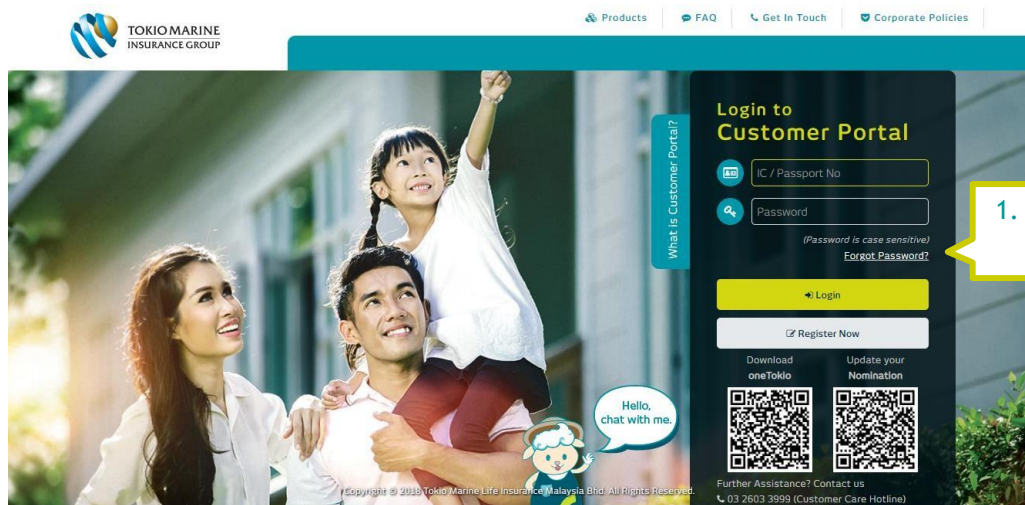 TOKIO MARINE
INSURANCE GROUP
Products
FAQ
Get In Touch
Corporate Policies
What is Customer Portal?
Login to
Customer Portal
IC / Passport No
Password
(Password is case sensitive)
Forgot Password?
1.
Login
Register Now
Download
oneTokio
Update your
Nomination
Hello,
chat with me.
Copyright © 2018 Tokio Marine Life Insurance Malaysia Bhd. All Rights Reserved.
Further Assistance? Contact us
03 2603 3999 (Customer Care Hotline)